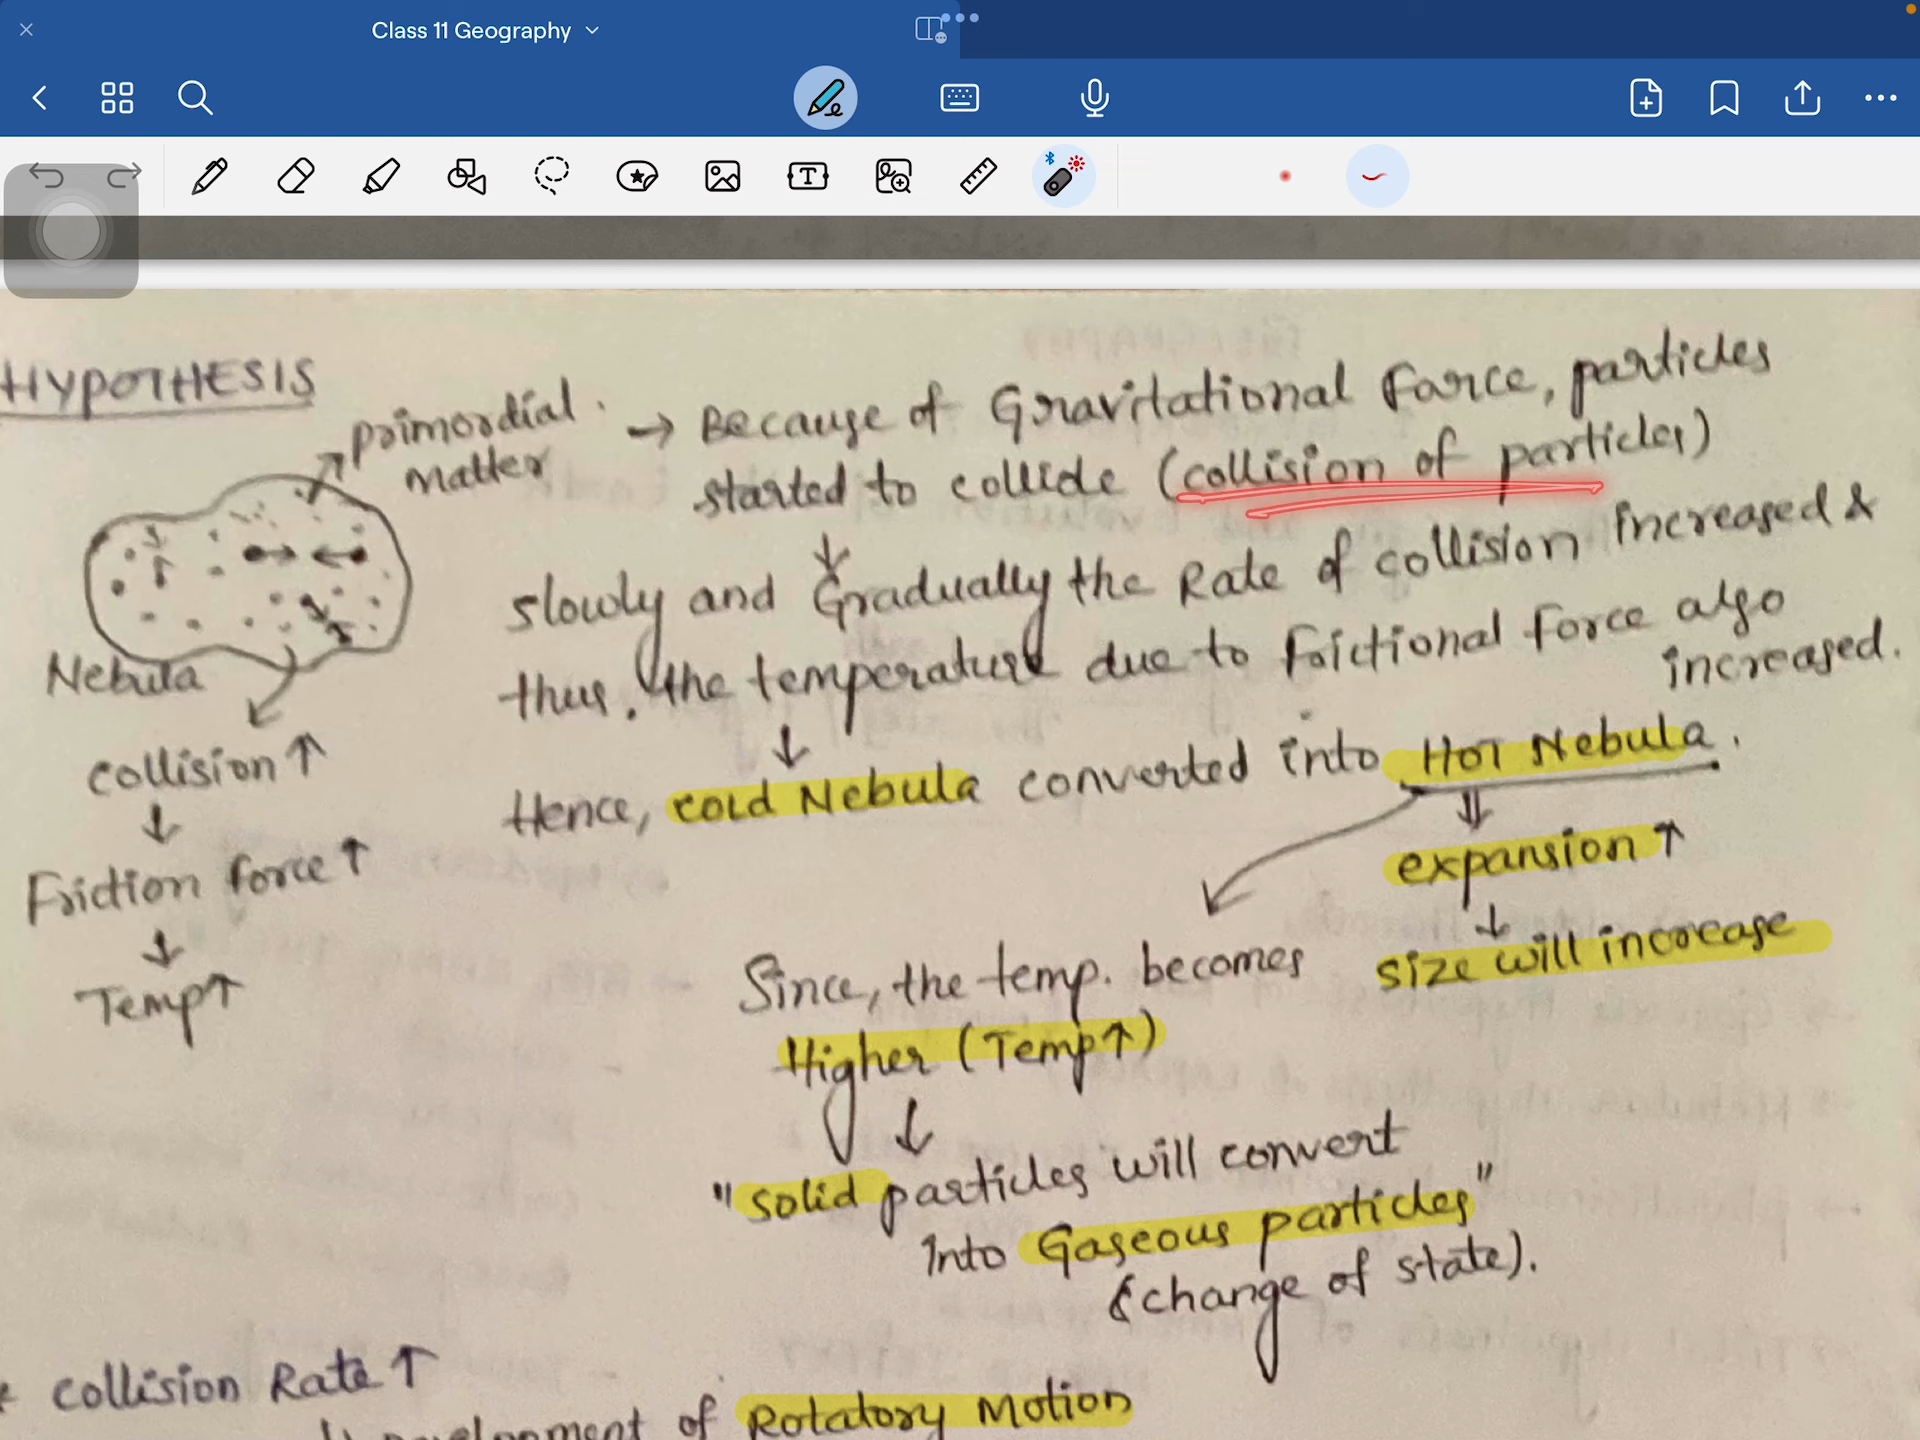 Class 11 Geography
HYPOTHESIS
primordial
matter
→ Because of Gravitational Force, particles
started to collide (collision of particles)
↓
slowly and Gradually the Rate of collision increased &
thus, the temperature due to Frictional Force also
increased.
↓
Hence, cold Nebula converted into HOT Nebula.
Nebula
collision ↑
↓
Friction force ↑
↓
Temp ↑
⇓
expansion ↑
↓
size will increase
Since, the temp. becomes
Higher (Temp ↑)
↓
"solid particles will convert
into Gaseous particles"
(change of state).
collision Rate ↑
development of Rotatory Motion